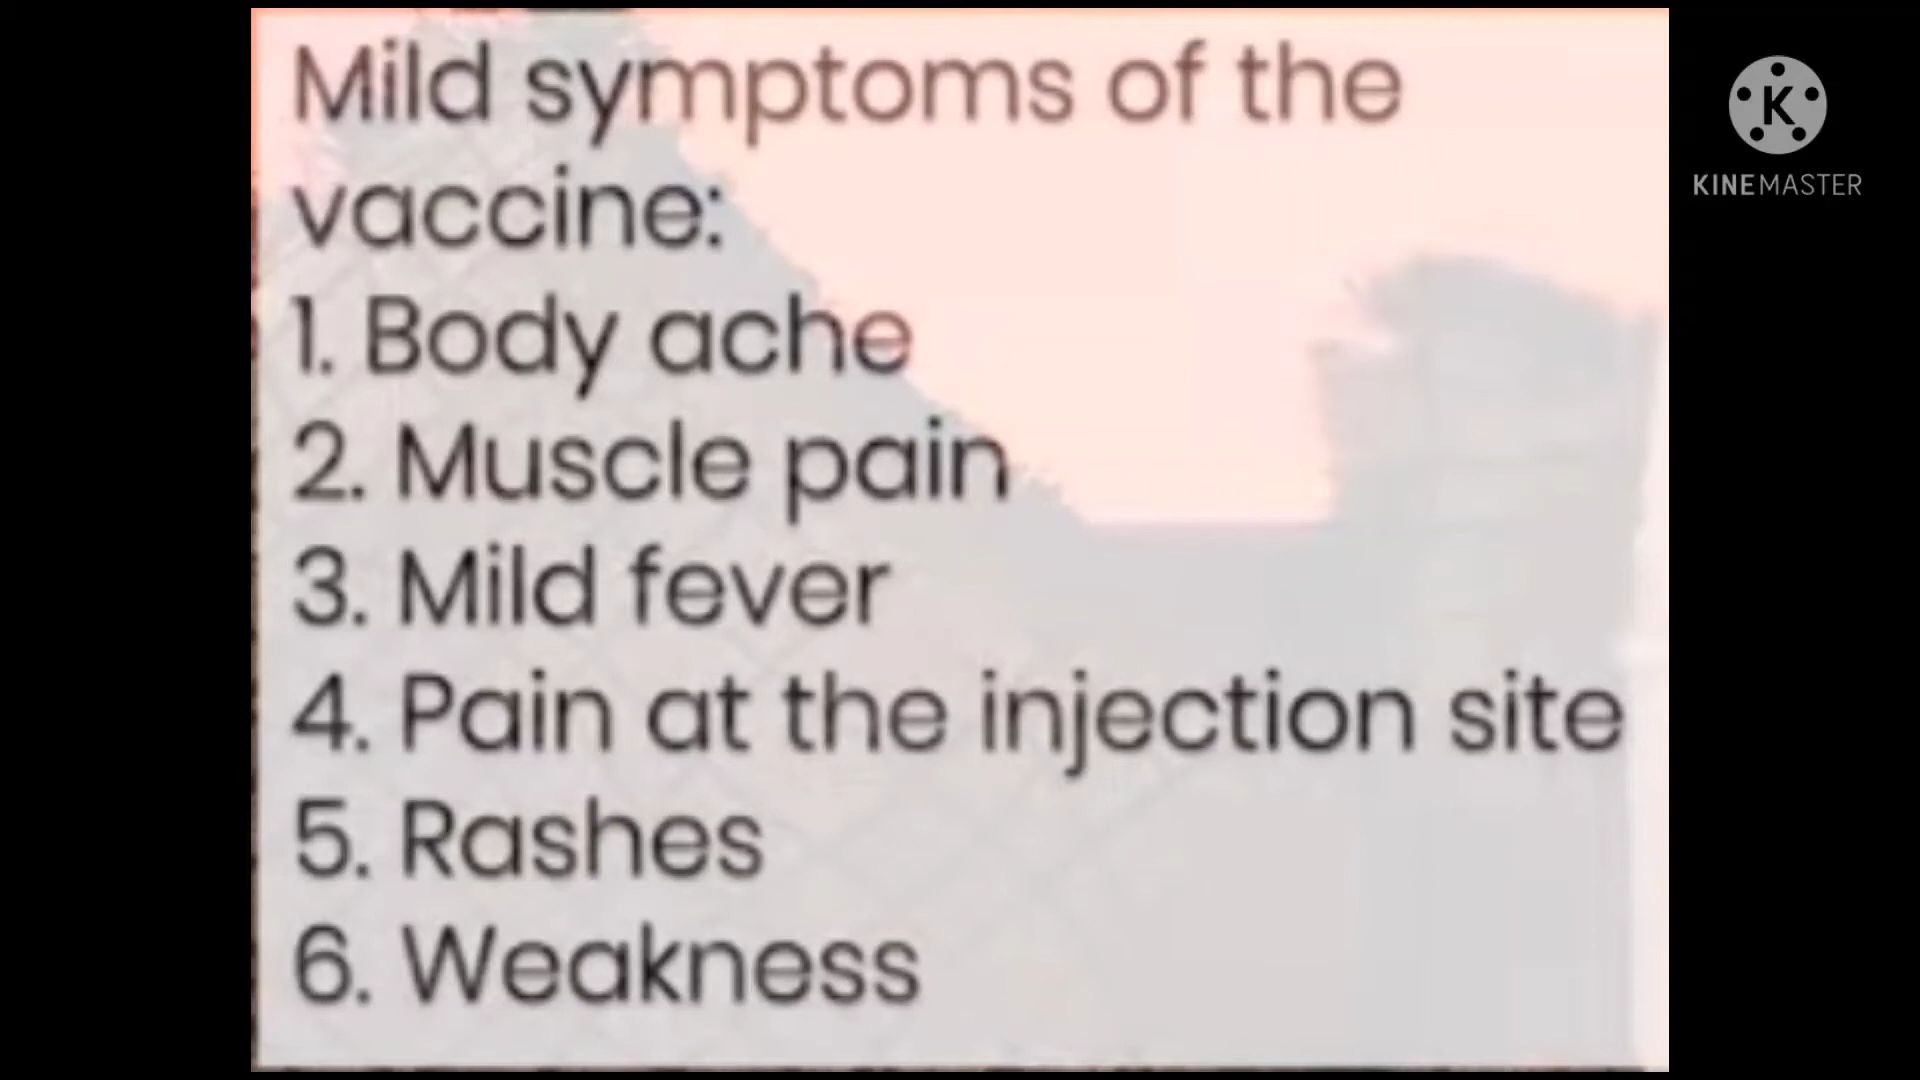 Mild symptoms of the
vaccine:
1. Body ache
2. Muscle pain
3. Mild fever
4. Pain at the injection site
5. Rashes
6. Weakness
K
KINEMASTER